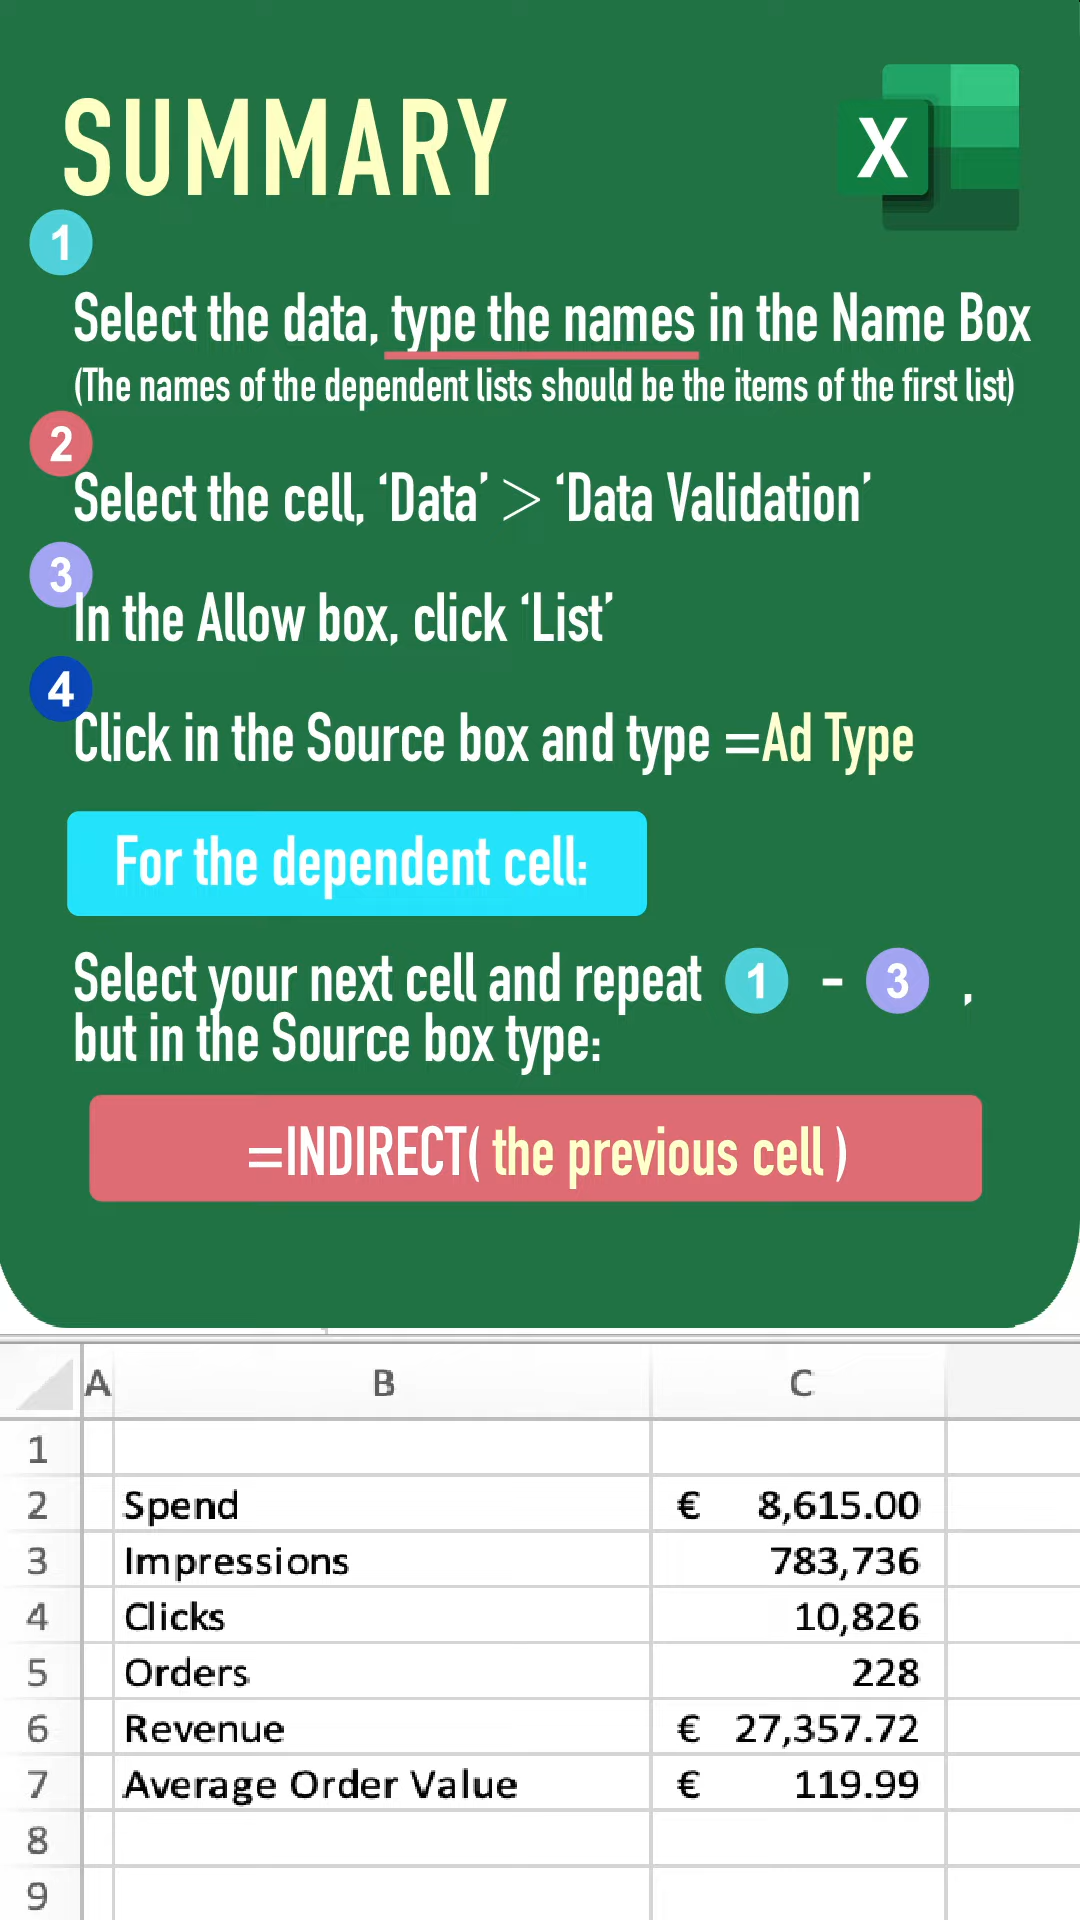 SUMMARY
X
1
Select the data, type the names in the Name Box
(The names of the dependent lists should be the items of the first list)
2
Select the cell, ‘Data’ > ‘Data Validation’
3
In the Allow box, click ‘List’
4
Click in the Source box and type =Ad Type
For the dependent cell:
Select your next cell and repeat 1 - 3 ,
but in the Source box type:
=INDIRECT( the previous cell )
A B C
1
2 Spend € 8,615.00
3 Impressions 783,736
4 Clicks 10,826
5 Orders 228
6 Revenue € 27,357.72
7 Average Order Value € 119.99
8
9